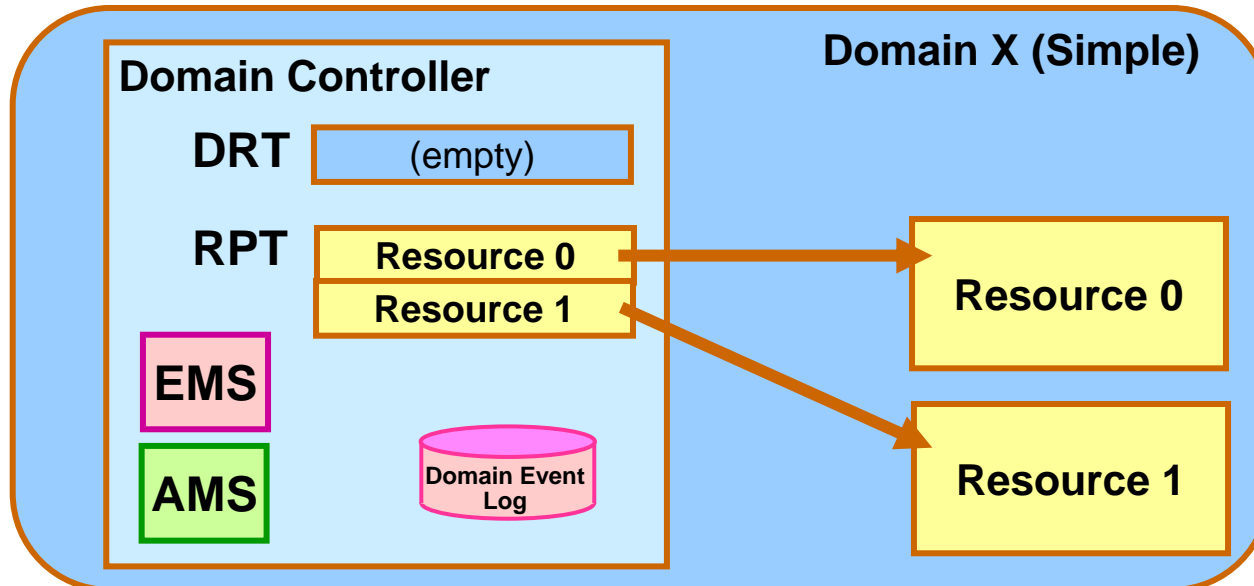 Domain X (Simple)
Domain Controller
DRT
(empty)
RPT
Resource 0
Resource 1
Resource 0
Resource 1
EMS
AMS
Domain Event
Log